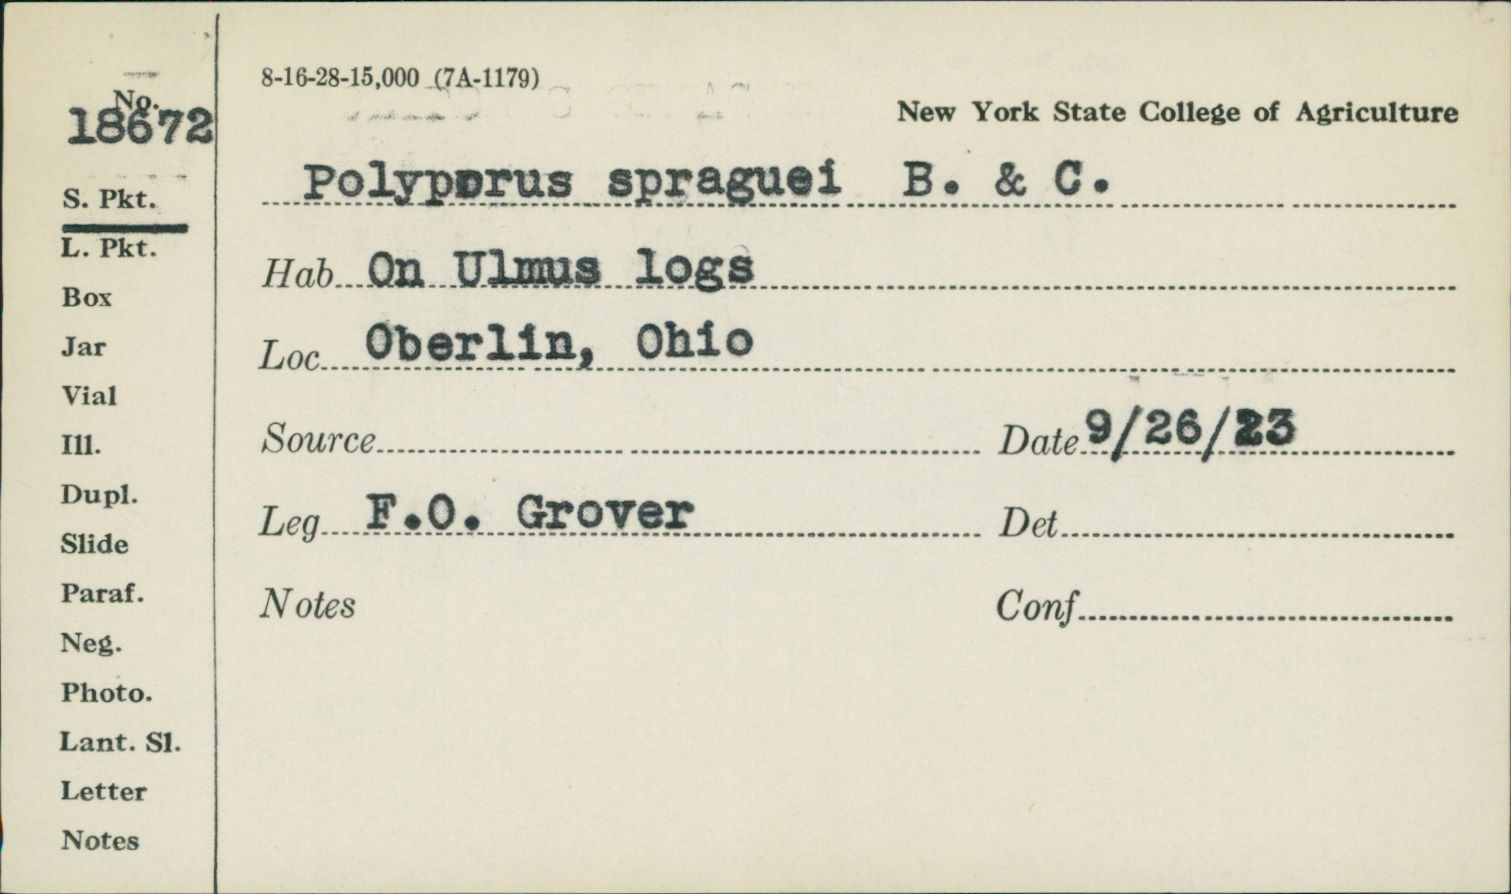 8-16-28-15,000 (7A-1179)
New York State College of Agriculture
No.
18672
Polyporus spraguei B. & C.
S. Pkt.
L. Pkt.
Hab On Ulmus logs
Box
Loc Oberlin, Ohio
Jar
Vial
Source Date 9/26/23
Ill.
Dupl.
Leg F.O. Grover Det
Slide
Paraf.
Notes Conf
Neg.
Photo.
Lant. Sl.
Letter
Notes